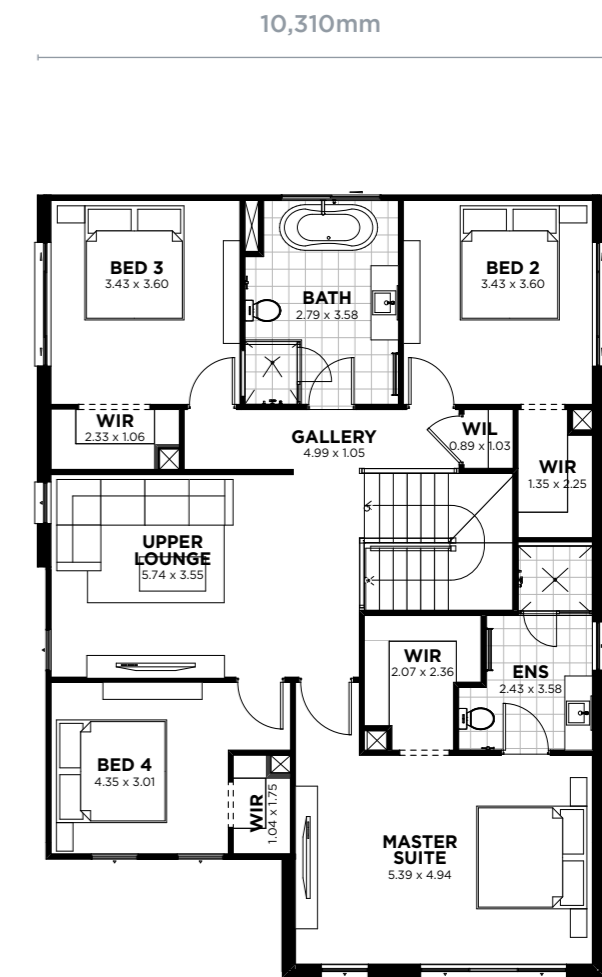 10,310mm
BED 3
3.43 x 3.60
BATH
2.79 x 3.58
BED 2
3.43 x 3.60
WIR
2.33 x 1.06
GALLERY
4.99 x 1.05
WIL
0.89 x 1.03
WIR
1.35 x 2.25
UPPER
LOUNGE
5.74 x 3.55
WIR
2.07 x 2.36
ENS
2.43 x 3.58
BED 4
4.35 x 3.01
WIR
1.04 x 1.75
MASTER
SUITE
5.39 x 4.94